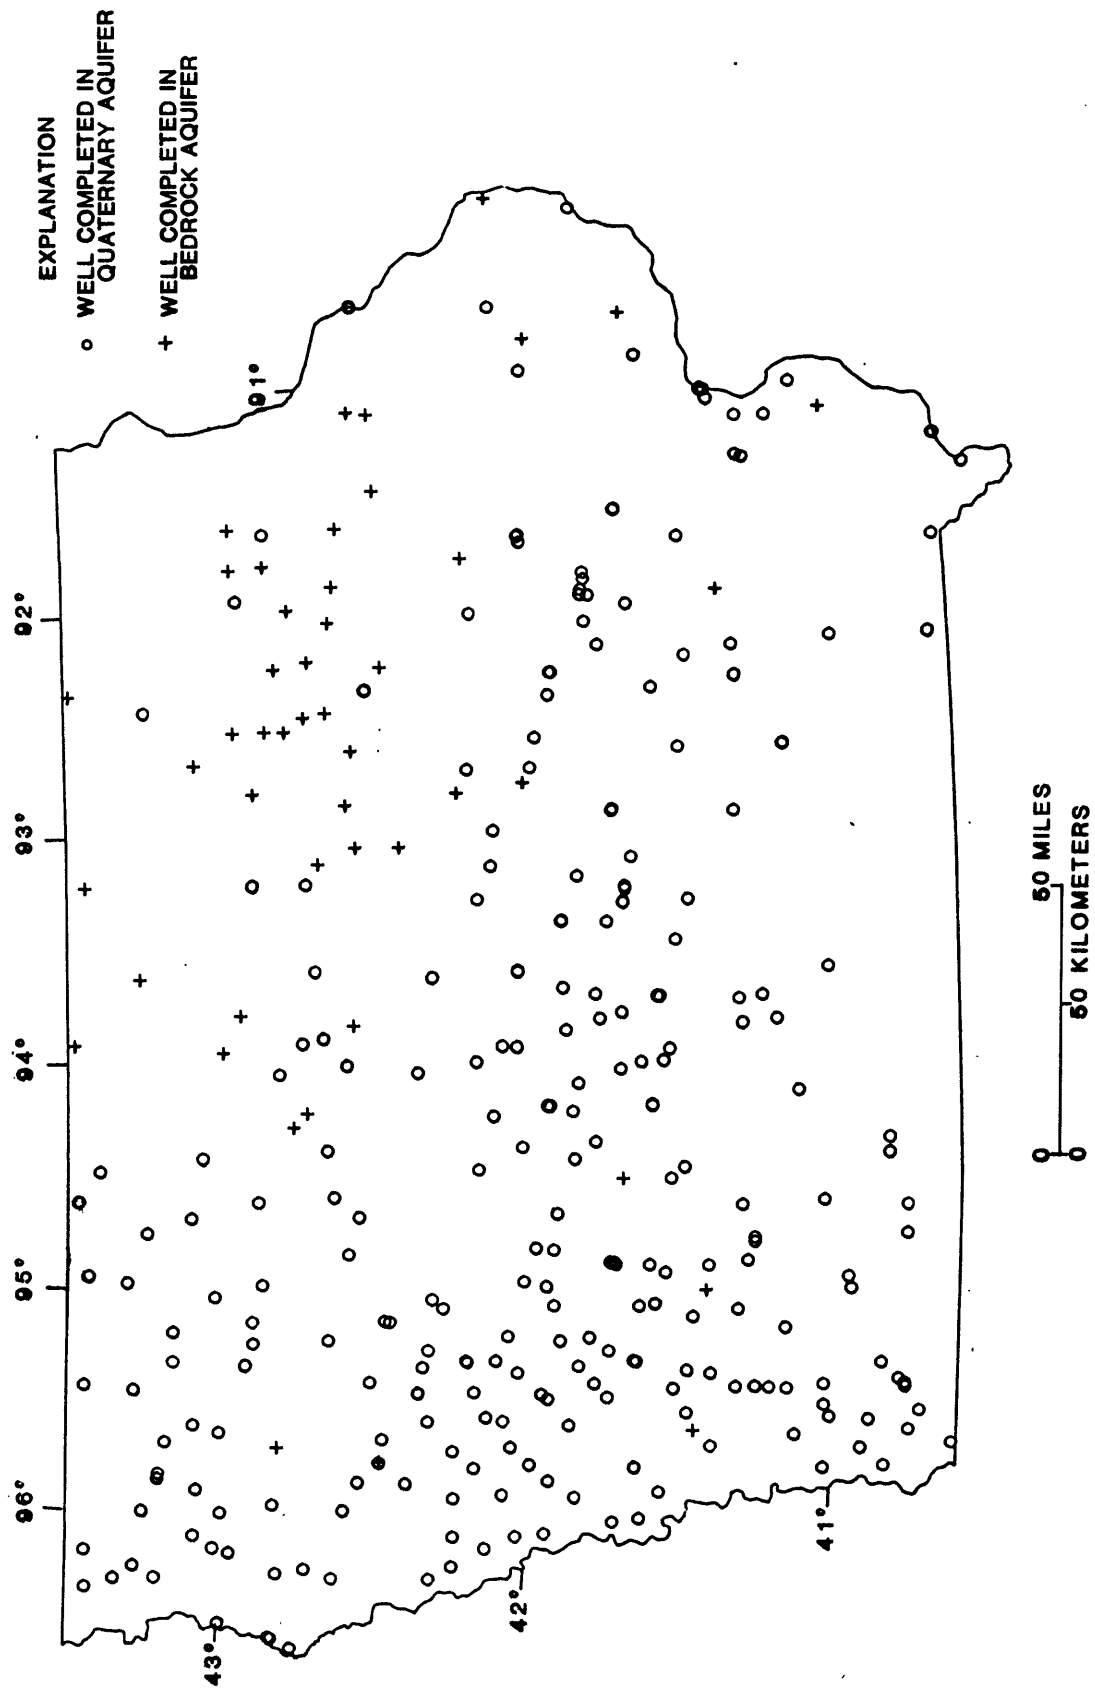 EXPLANATION
o WELL COMPLETED IN
QUATERNARY AQUIFER
+ WELL COMPLETED IN
BEDROCK AQUIFER
96°
95°
94°
93°
92°
91°
43°
42°
41°
0
50 MILES
0
50 KILOMETERS